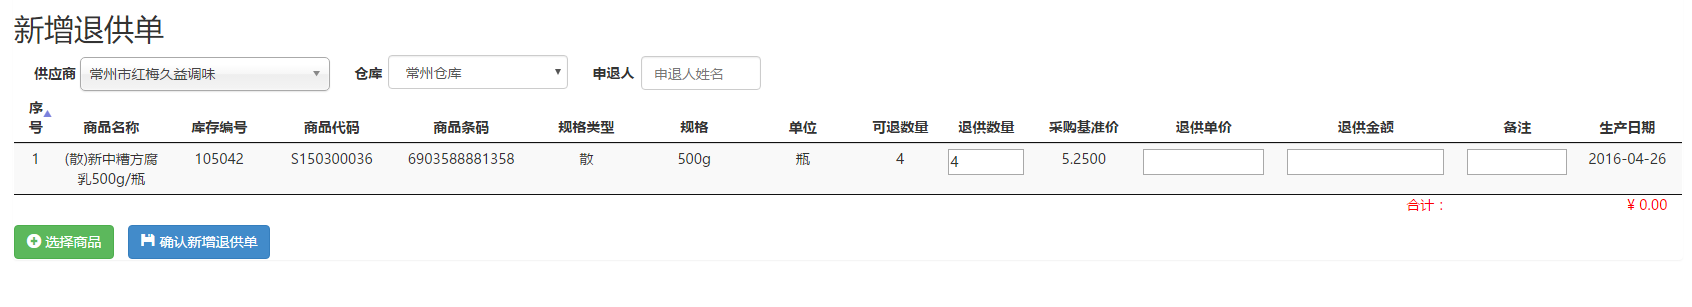 新增退供单
供应商 常州市红梅久益调味 仓库 常州仓库 申退人 申退人姓名
序号 商品名称 库存编号 商品代码 商品条码 规格类型 规格 单位 可退数量 退供数量 采购基准价 退供单价 退供金额 备注 生产日期
1 (散)新中糟方腐 105042 S150300036 6903588881358 散 500g 瓶 4 4 5.2500 2016-04-26
乳500g/瓶
合计： ¥ 0.00
选择商品 确认新增退供单